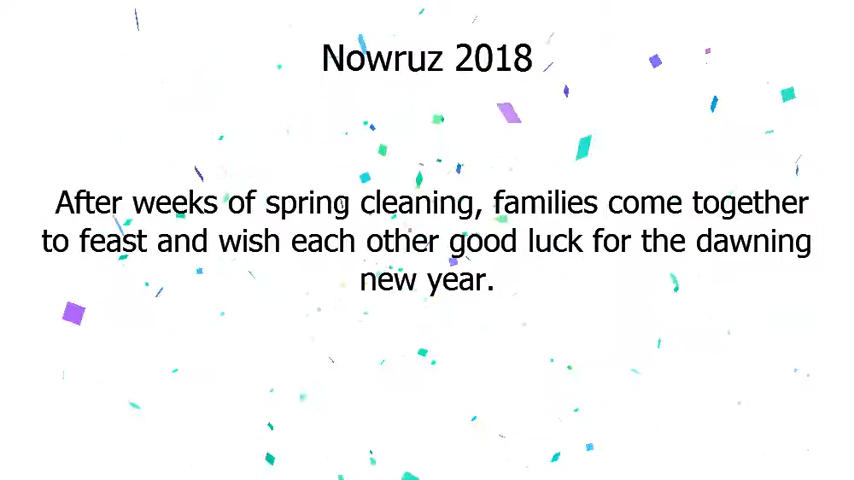 Nowruz 2018
After weeks of spring cleaning, families come together
to feast and wish each other good luck for the dawning
new year.